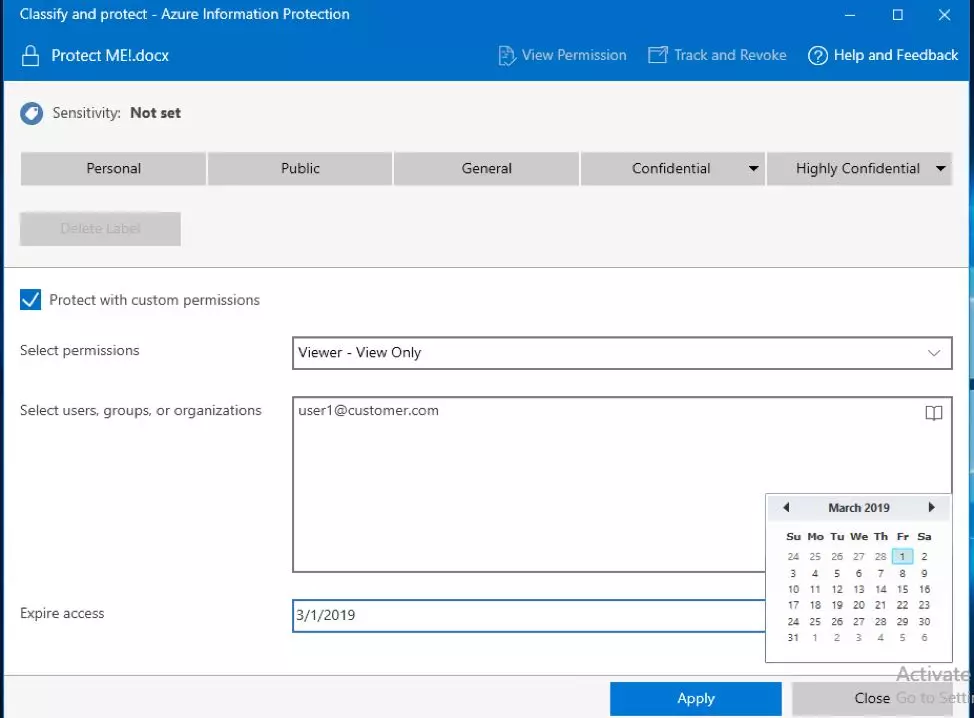 Classify and protect - Azure Information Protection
Protect ME!.docx View Permission Track and Revoke Help and Feedback
Sensitivity: Not set
Personal Public General Confidential Highly Confidential
Delete Label
Protect with custom permissions
Select permissions Viewer - View Only
Select users, groups, or organizations user1@customer.com
March 2019
Su Mo Tu We Th Fr Sa
24 25 26 27 28 1 2
3 4 5 6 7 8 9
10 11 12 13 14 15 16
17 18 19 20 21 22 23
24 25 26 27 28 29 30
31 1 2 3 4 5 6
Expire access 3/1/2019
Activate
Apply Close Go to Setti